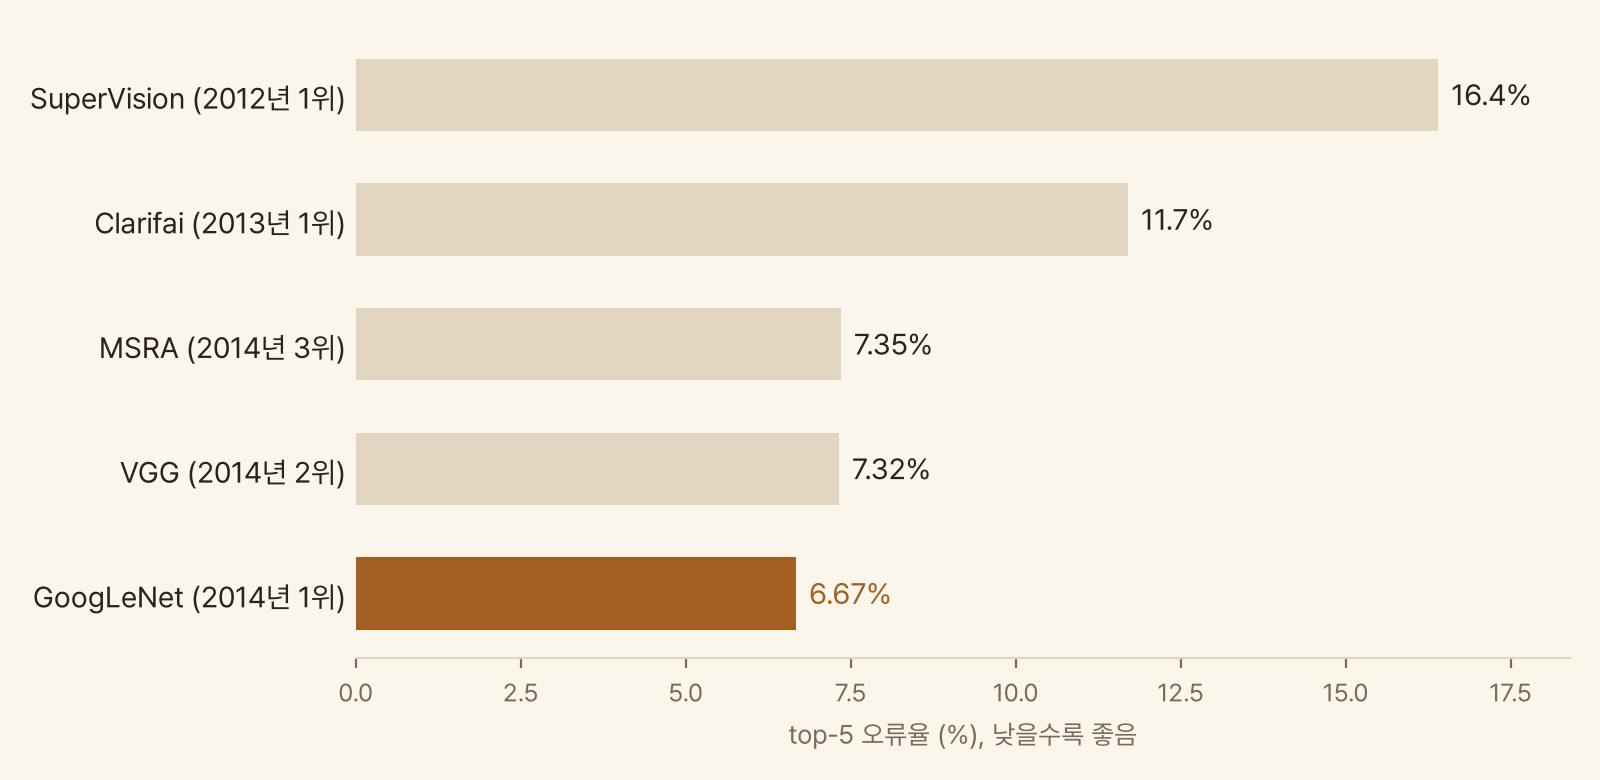 SuperVision (2012년 1위) 16.4%
Clarifai (2013년 1위) 11.7%
MSRA (2014년 3위) 7.35%
VGG (2014년 2위) 7.32%
GoogLeNet (2014년 1위) 6.67%
0.0 2.5 5.0 7.5 10.0 12.5 15.0 17.5
top-5 오류율 (%), 낮을수록 좋음